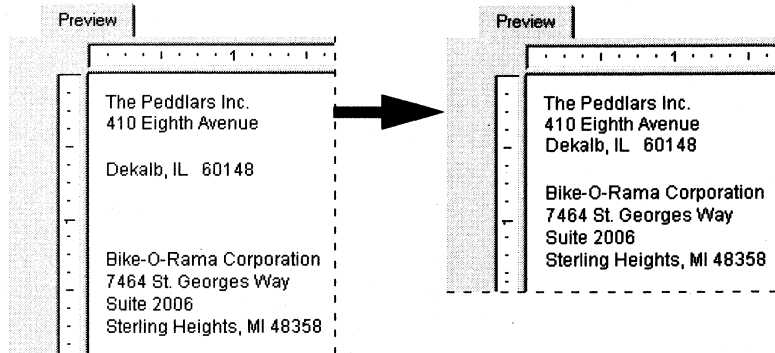 Preview
1
1
The Peddlars Inc.
410 Eighth Avenue
Dekalb, IL 60148
Bike-O-Rama Corporation
7464 St. Georges Way
Suite 2006
Sterling Heights, MI 48358
Preview
1
1
The Peddlars Inc.
410 Eighth Avenue
Dekalb, IL 60148
Bike-O-Rama Corporation
7464 St. Georges Way
Suite 2006
Sterling Heights, MI 48358